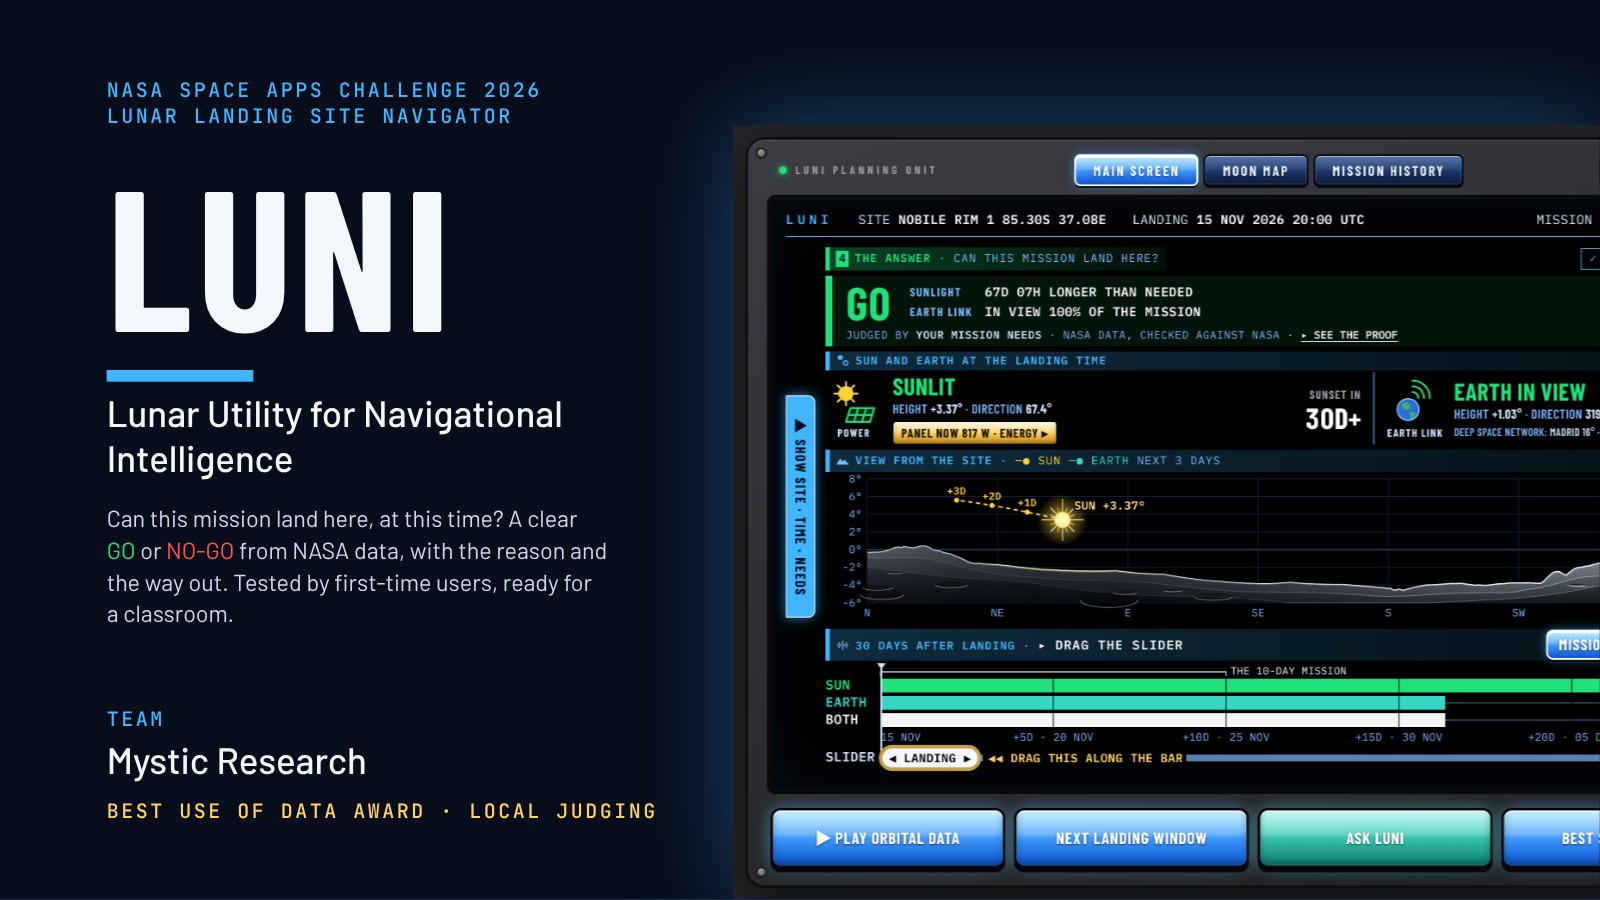 NASA SPACE APPS CHALLENGE 2026
LUNAR LANDING SITE NAVIGATOR
LUNI
Lunar Utility for Navigational
Intelligence
Can this mission land here, at this time? A clear
GO or NO-GO from NASA data, with the reason and
the way out. Tested by first-time users, ready for
a classroom.
TEAM
Mystic Research
BEST USE OF DATA AWARD · LOCAL JUDGING
LUNI PLANNING UNIT
MAIN SCREEN
MOON MAP
MISSION HISTORY
LUNI SITE NOBILE RIM 1 85.30S 37.08E LANDING 15 NOV 2026 20:00 UTC MISSION
4 THE ANSWER · CAN THIS MISSION LAND HERE?
GO
SUNLIGHT 67D 07H LONGER THAN NEEDED
EARTH LINK IN VIEW 100% OF THE MISSION
JUDGED BY YOUR MISSION NEEDS · NASA DATA, CHECKED AGAINST NASA · ▸ SEE THE PROOF
SUN AND EARTH AT THE LANDING TIME
POWER
SUNLIT
HEIGHT +3.37° · DIRECTION 67.4°
PANEL NOW 817 W · ENERGY ▸
SUNSET IN
30D+
EARTH LINK
EARTH IN VIEW
HEIGHT +1.03° · DIRECTION 319
DEEP SPACE NETWORK: MADRID 16° ·
▶ SHOW SITE · TIME · NEEDS
VIEW FROM THE SITE · SUN EARTH NEXT 3 DAYS
8°
6°
4°
2°
0°
-2°
-4°
-6°
+3D
+2D
+1D
SUN +3.37°
N NE E SE S SW
30 DAYS AFTER LANDING · ▸ DRAG THE SLIDER
MISSIO
THE 10-DAY MISSION
SUN
EARTH
BOTH
15 NOV +5D · 20 NOV +10D · 25 NOV +15D · 30 NOV +20D · 05 D
SLIDER ◀ LANDING ▶ ◀◀ DRAG THIS ALONG THE BAR
▶ PLAY ORBITAL DATA
NEXT LANDING WINDOW
ASK LUNI
BEST